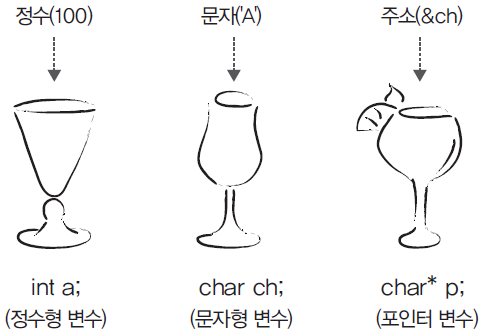 정수(100)
문자('A')
주소(&ch)
int a;
char ch;
char* p;
(정수형 변수)
(문자형 변수)
(포인터 변수)